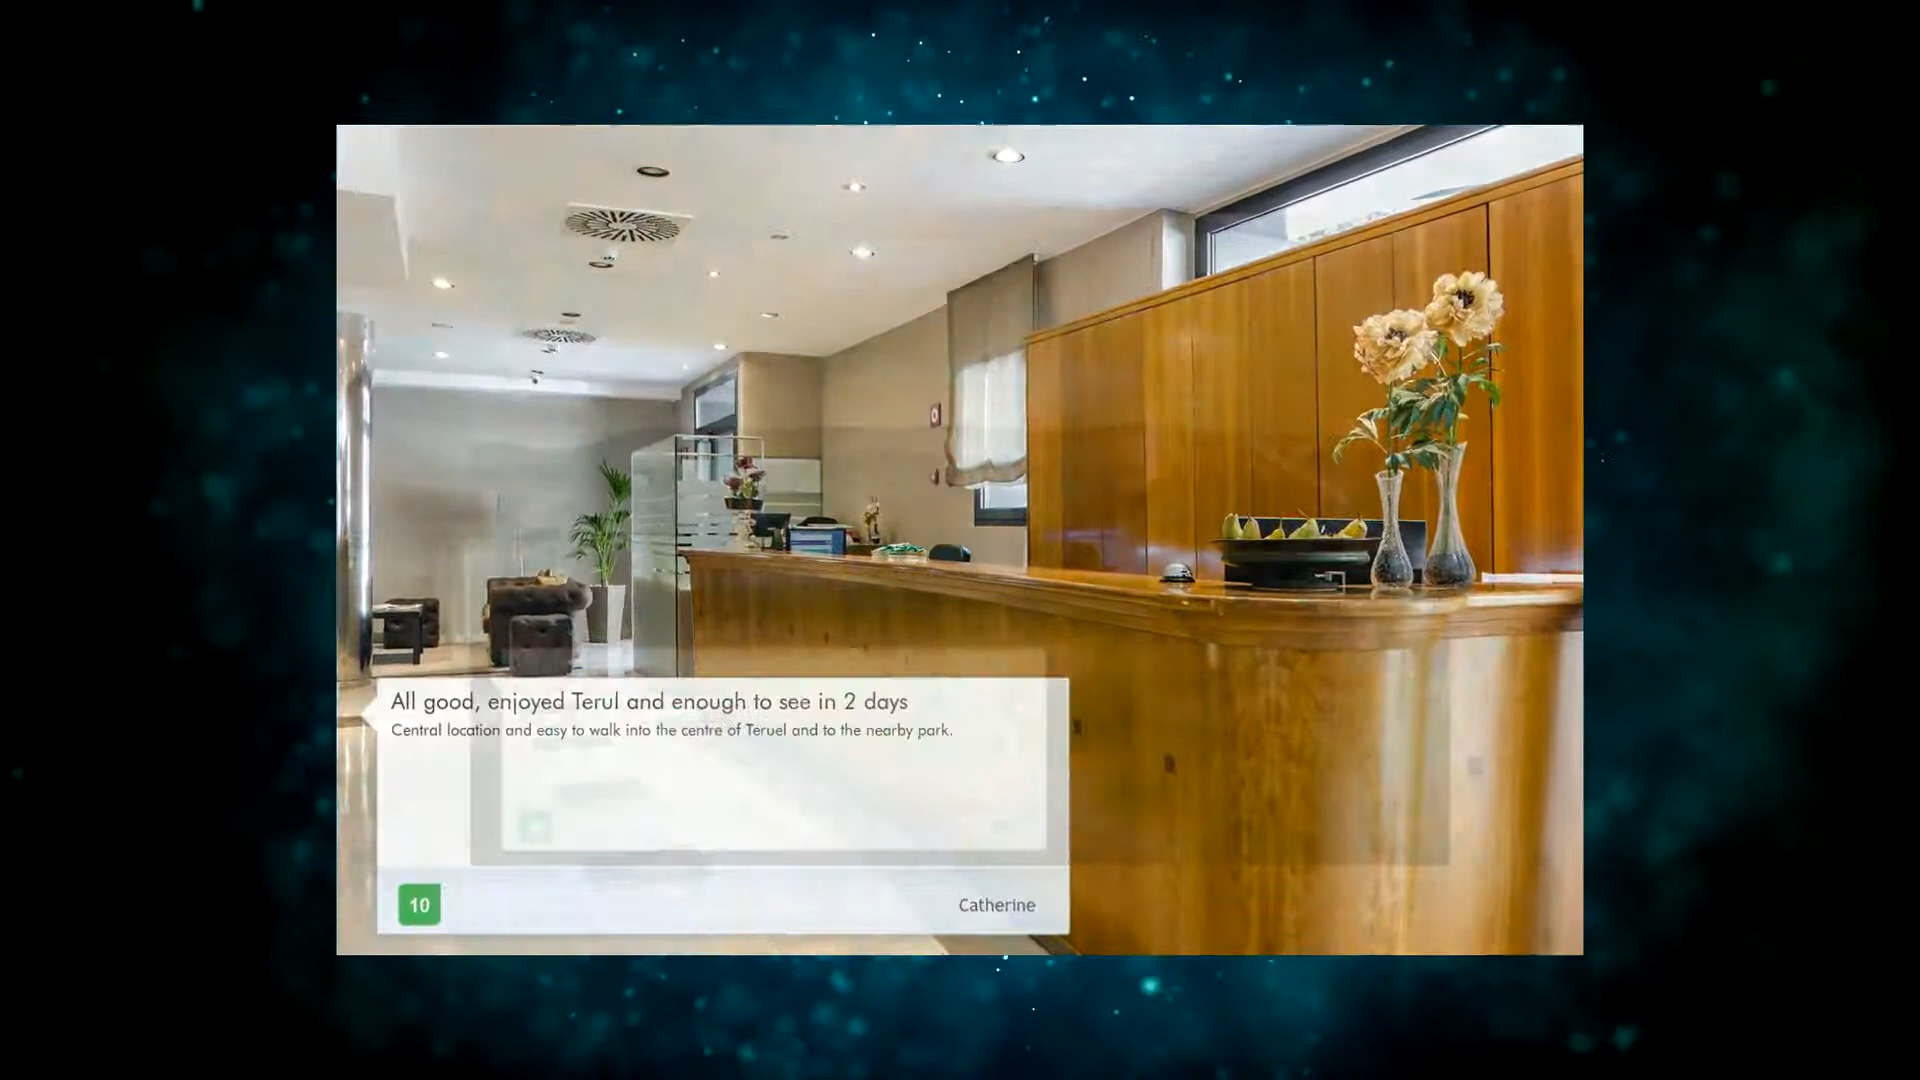 All good, enjoyed Terul and enough to see in 2 days
Central location and easy to walk into the centre of Teruel and to the nearby park.
10
Catherine